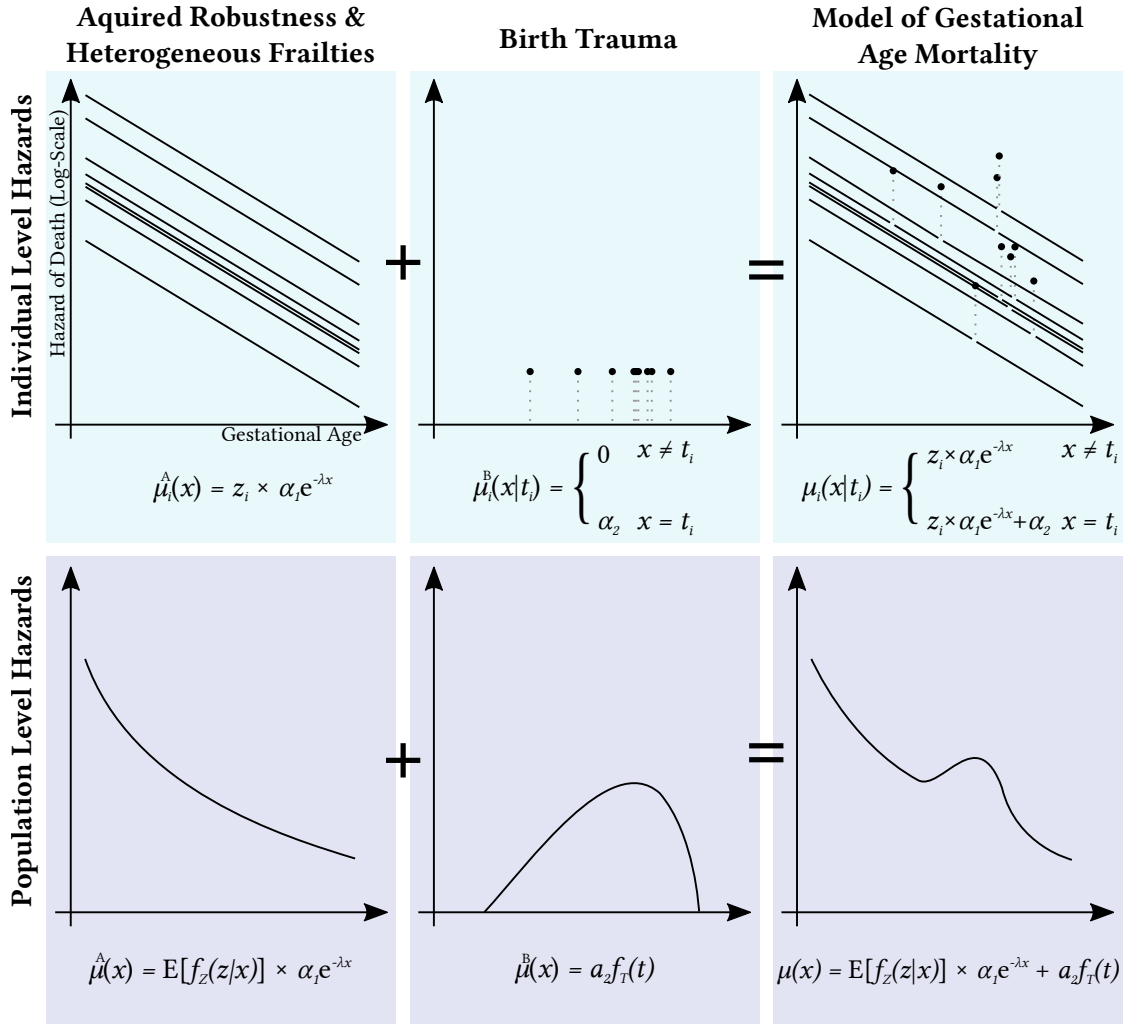 Aquired Robustness &
Heterogeneous Frailties
Birth Trauma
Model of Gestational
Age Mortality
Individual Level Hazards
Hazard of Death (Log-Scale)
Gestational Age
+
=
μᴬᵢ(x) = zᵢ × α₁e^-λx
μᴮᵢ(x|tᵢ) = { 0 x ≠ tᵢ
α₂ x = tᵢ
μᵢ(x|tᵢ) = { zᵢ×α₁e^-λx x ≠ tᵢ
zᵢ×α₁e^-λx+α₂ x = tᵢ
Population Level Hazards
+
=
μᴬ(x) = E[f_Z(z|x)] × α₁e^-λx
μᴮ(x) = a₂f_T(t)
μ(x) = E[f_Z(z|x)] × α₁e^-λx + a₂f_T(t)